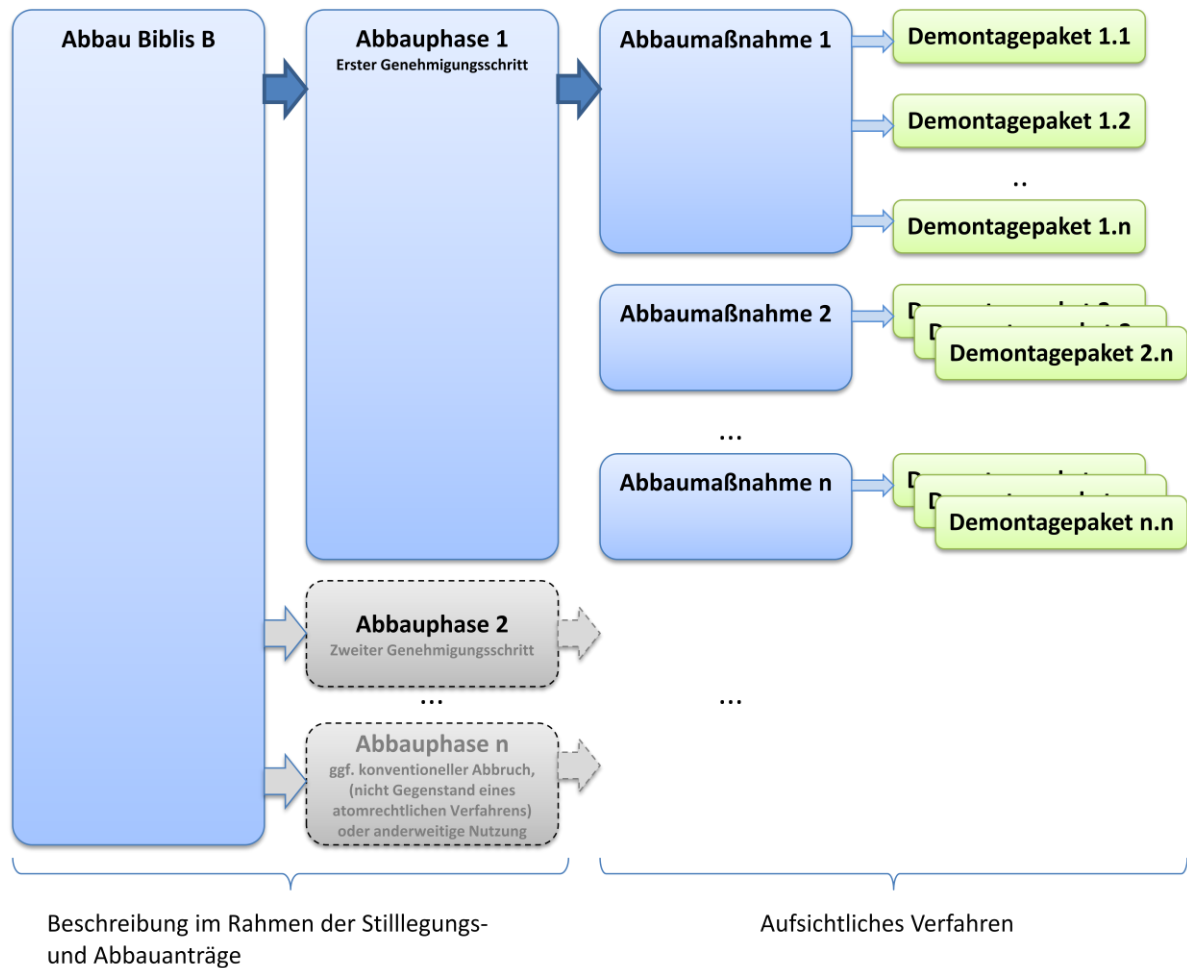 Abbau Biblis B
Abbauphase 1
Erster Genehmigungsschritt
Abbaumaßnahme 1
Demontagepaket 1.1
Demontagepaket 1.2
..
Demontagepaket 1.n
Abbaumaßnahme 2
Demontagepaket 2.n
...
Abbaumaßnahme n
Demontagepaket n.n
Abbauphase 2
Zweiter Genehmigungsschritt
...
...
Abbauphase n
ggf. konventioneller Abbruch,
(nicht Gegenstand eines
atomrechtlichen Verfahrens)
oder anderweitige Nutzung
Beschreibung im Rahmen der Stilllegungs-
und Abbauanträge
Aufsichtliches Verfahren